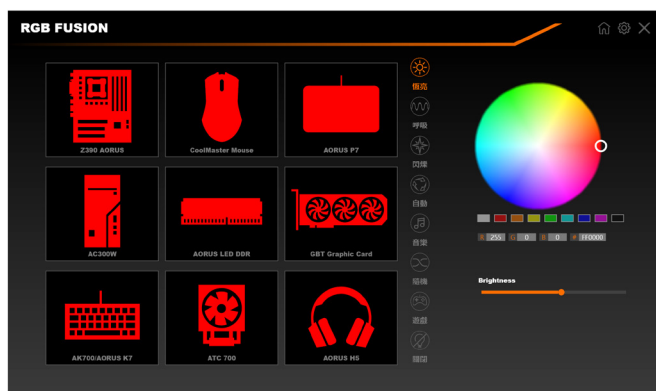 RGB FUSION
Z390 AORUS
CoolMaster Mouse
AORUS P7
AC300W
AORUS LED DDR
GBT Graphic Card
AK700/AORUS K7
ATC 700
AORUS H5
恆亮
呼吸
閃爍
自動
音樂
隨機
遊戲
關閉
R 255 G 0 B 0 # FF0000
Brightness